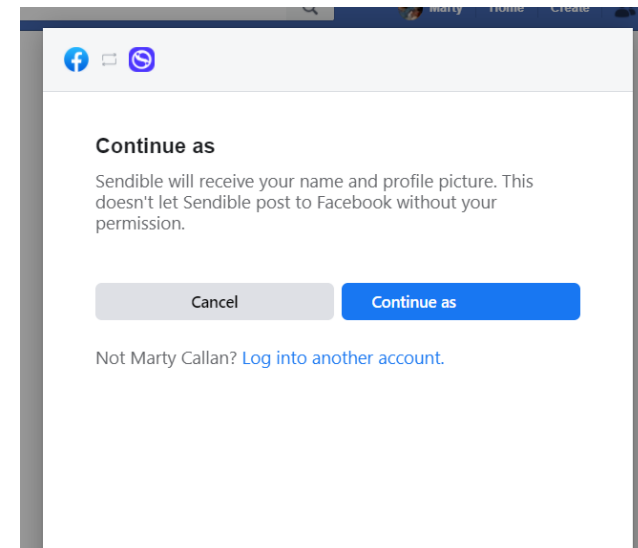 Marty Home Create
Continue as
Sendible will receive your name and profile picture. This
doesn't let Sendible post to Facebook without your
permission.
Cancel Continue as
Not Marty Callan? Log into another account.